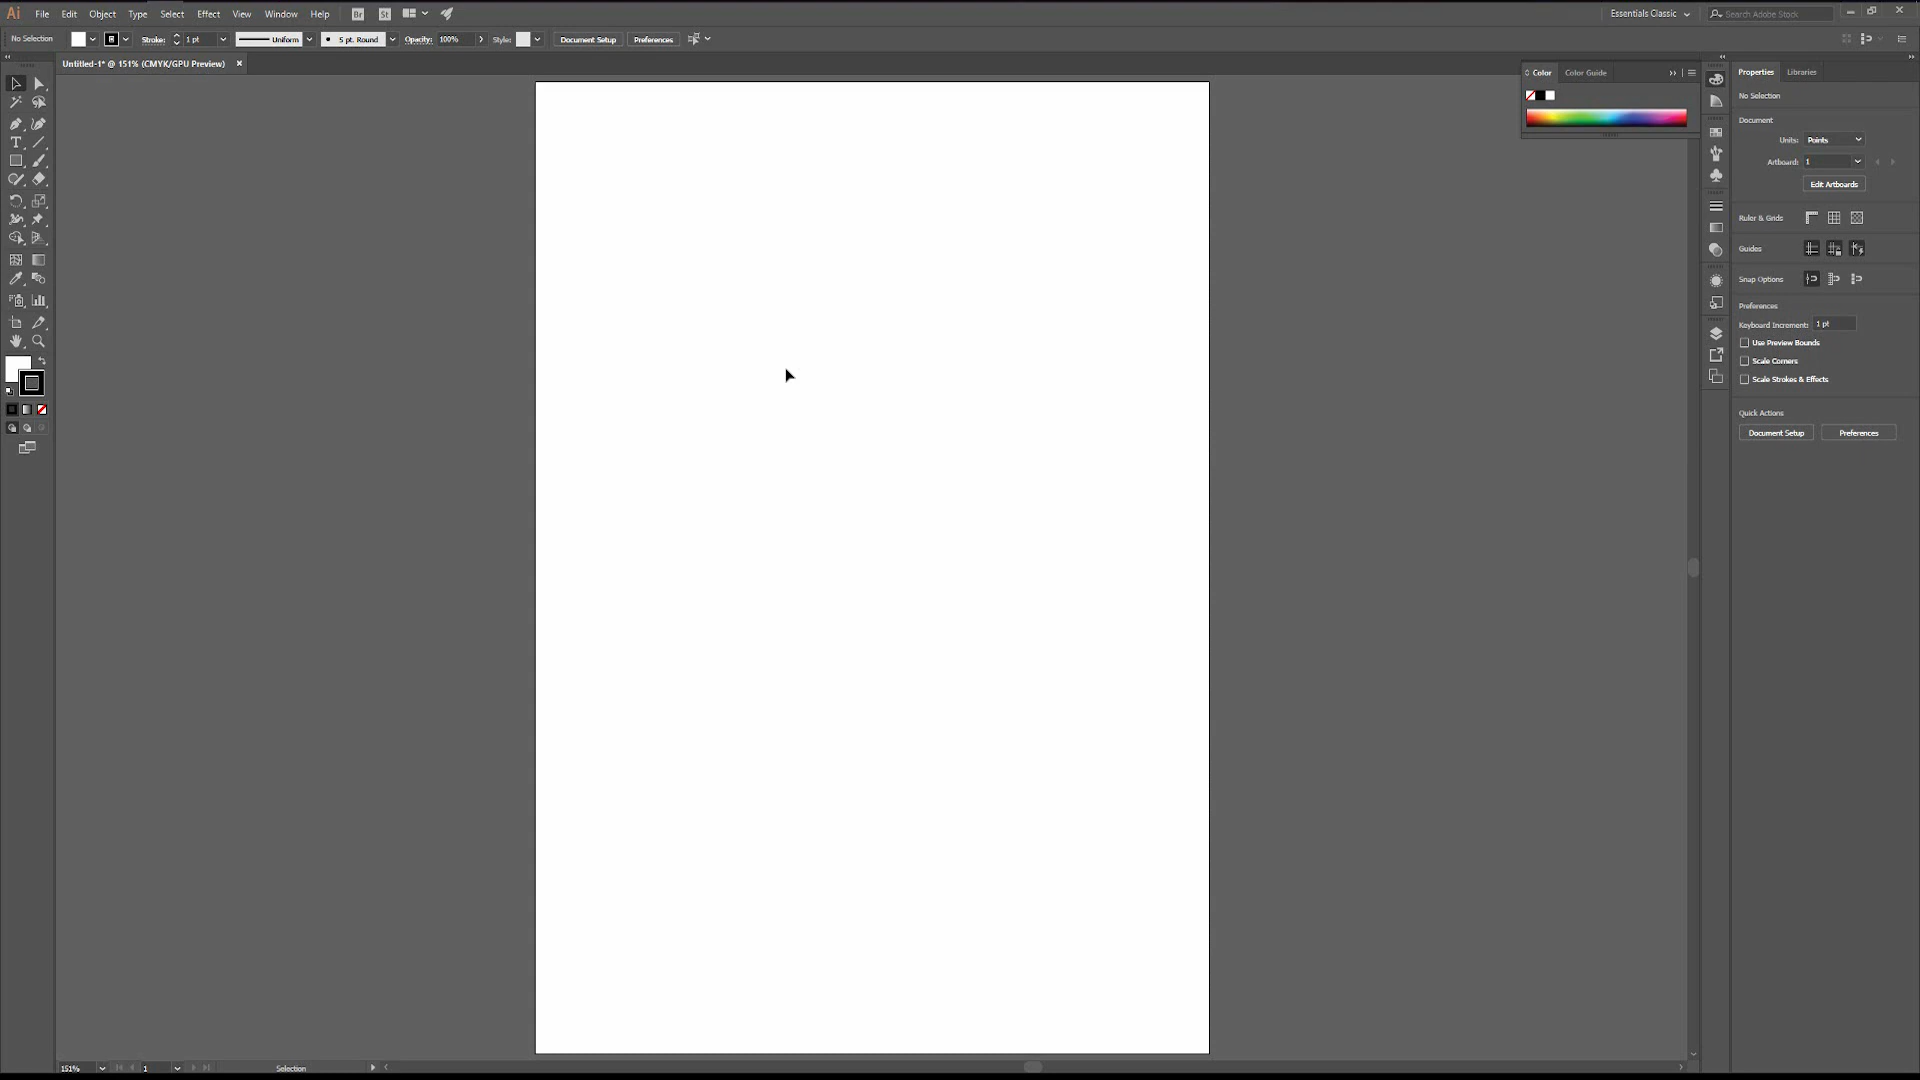 Ai File Edit Object Type Select Effect View Window Help Br St Essentials Classic Search Adobe Stock
No Selection Stroke: 1 pt Uniform 5 pt. Round Opacity: 100% Style: Document Setup Preferences
Untitled-1* @ 151% (CMYK/GPU Preview)
Color Color Guide
Properties Libraries
No Selection
Document
Units: Points
Artboard: 1
Edit Artboards
Ruler & Grids
Guides
Snap Options
Preferences
Keyboard Increment: 1 pt
Use Preview Bounds
Scale Corners
Scale Strokes & Effects
Quick Actions
Document Setup Preferences
151% 1 Selection